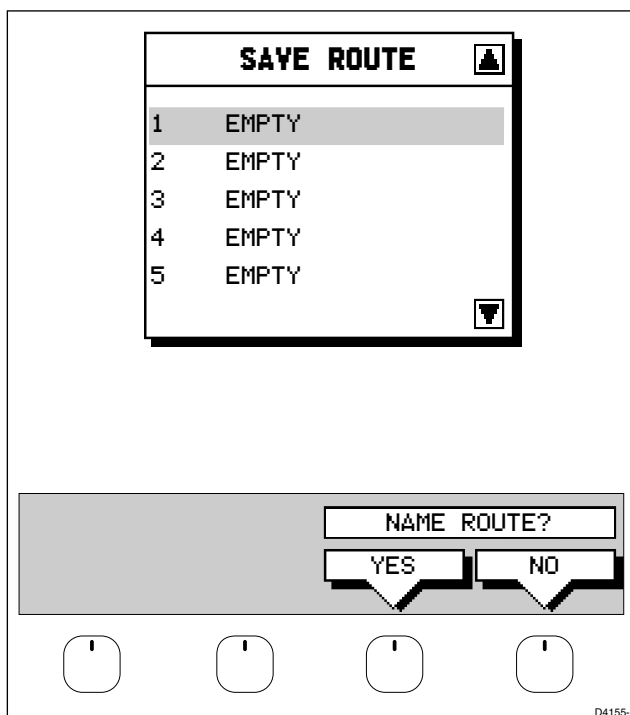 SAVE ROUTE
1 EMPTY
2 EMPTY
3 EMPTY
4 EMPTY
5 EMPTY
NAME ROUTE?
YES NO
D4155-